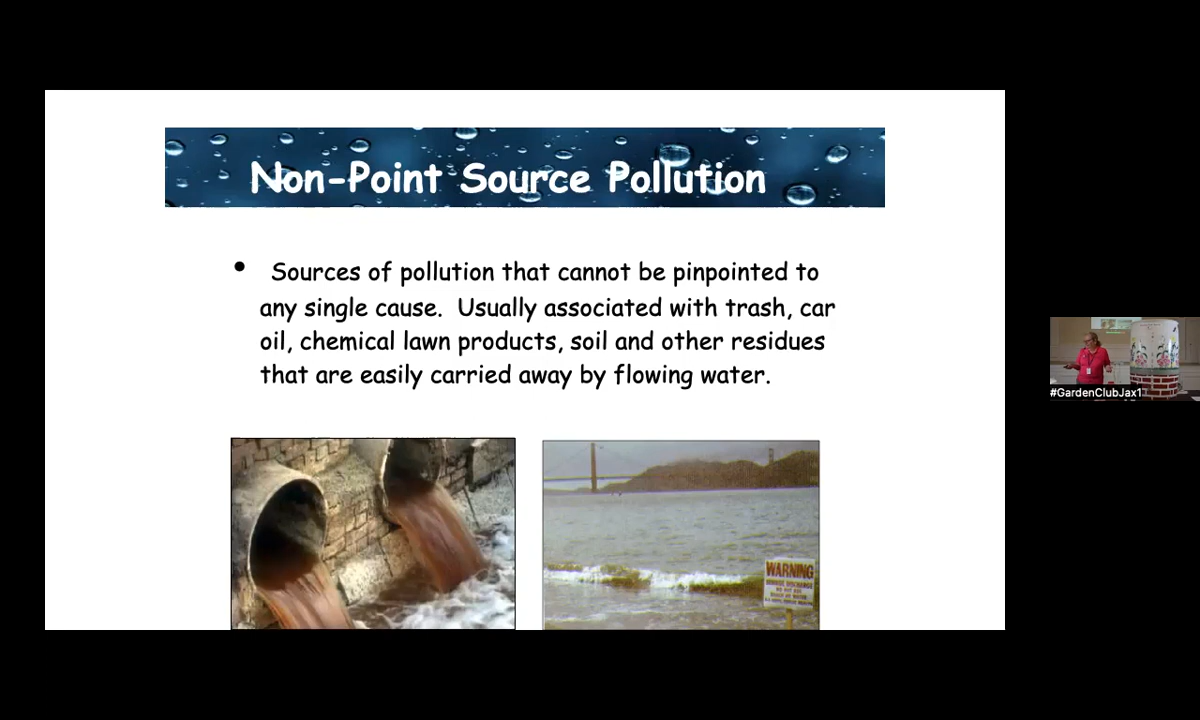 Non-Point Source Pollution
• Sources of pollution that cannot be pinpointed to
any single cause. Usually associated with trash, car
oil, chemical lawn products, soil and other residues
that are easily carried away by flowing water.
WARNING
#GardenClubJax1